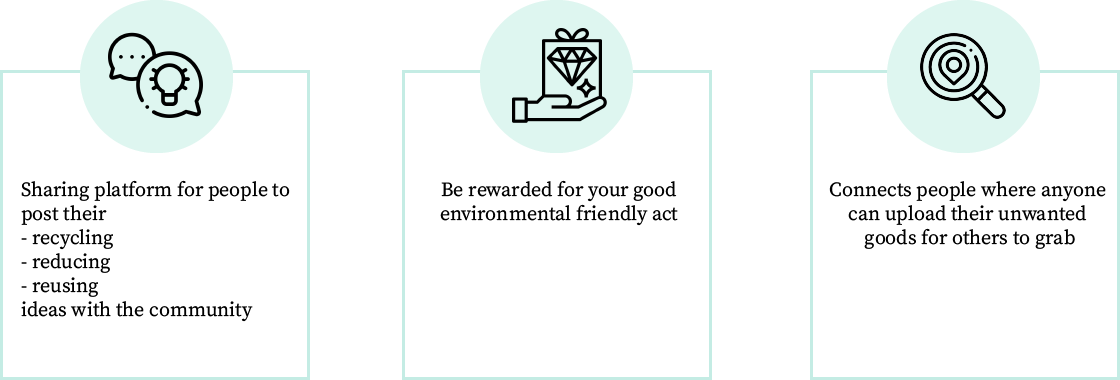 Sharing platform for people to
post their
- recycling
- reducing
- reusing
ideas with the community
Be rewarded for your good
environmental friendly act
Connects people where anyone
can upload their unwanted
goods for others to grab